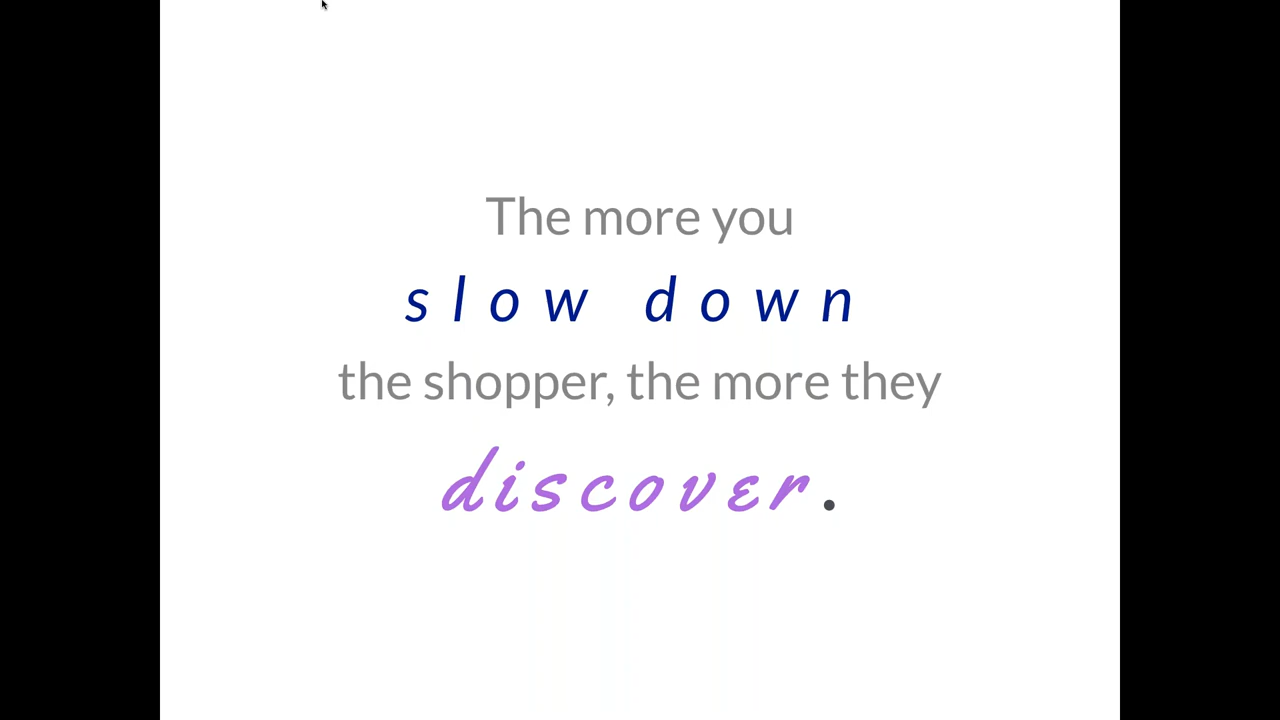 The more you
slow down
the shopper, the more they
discover.